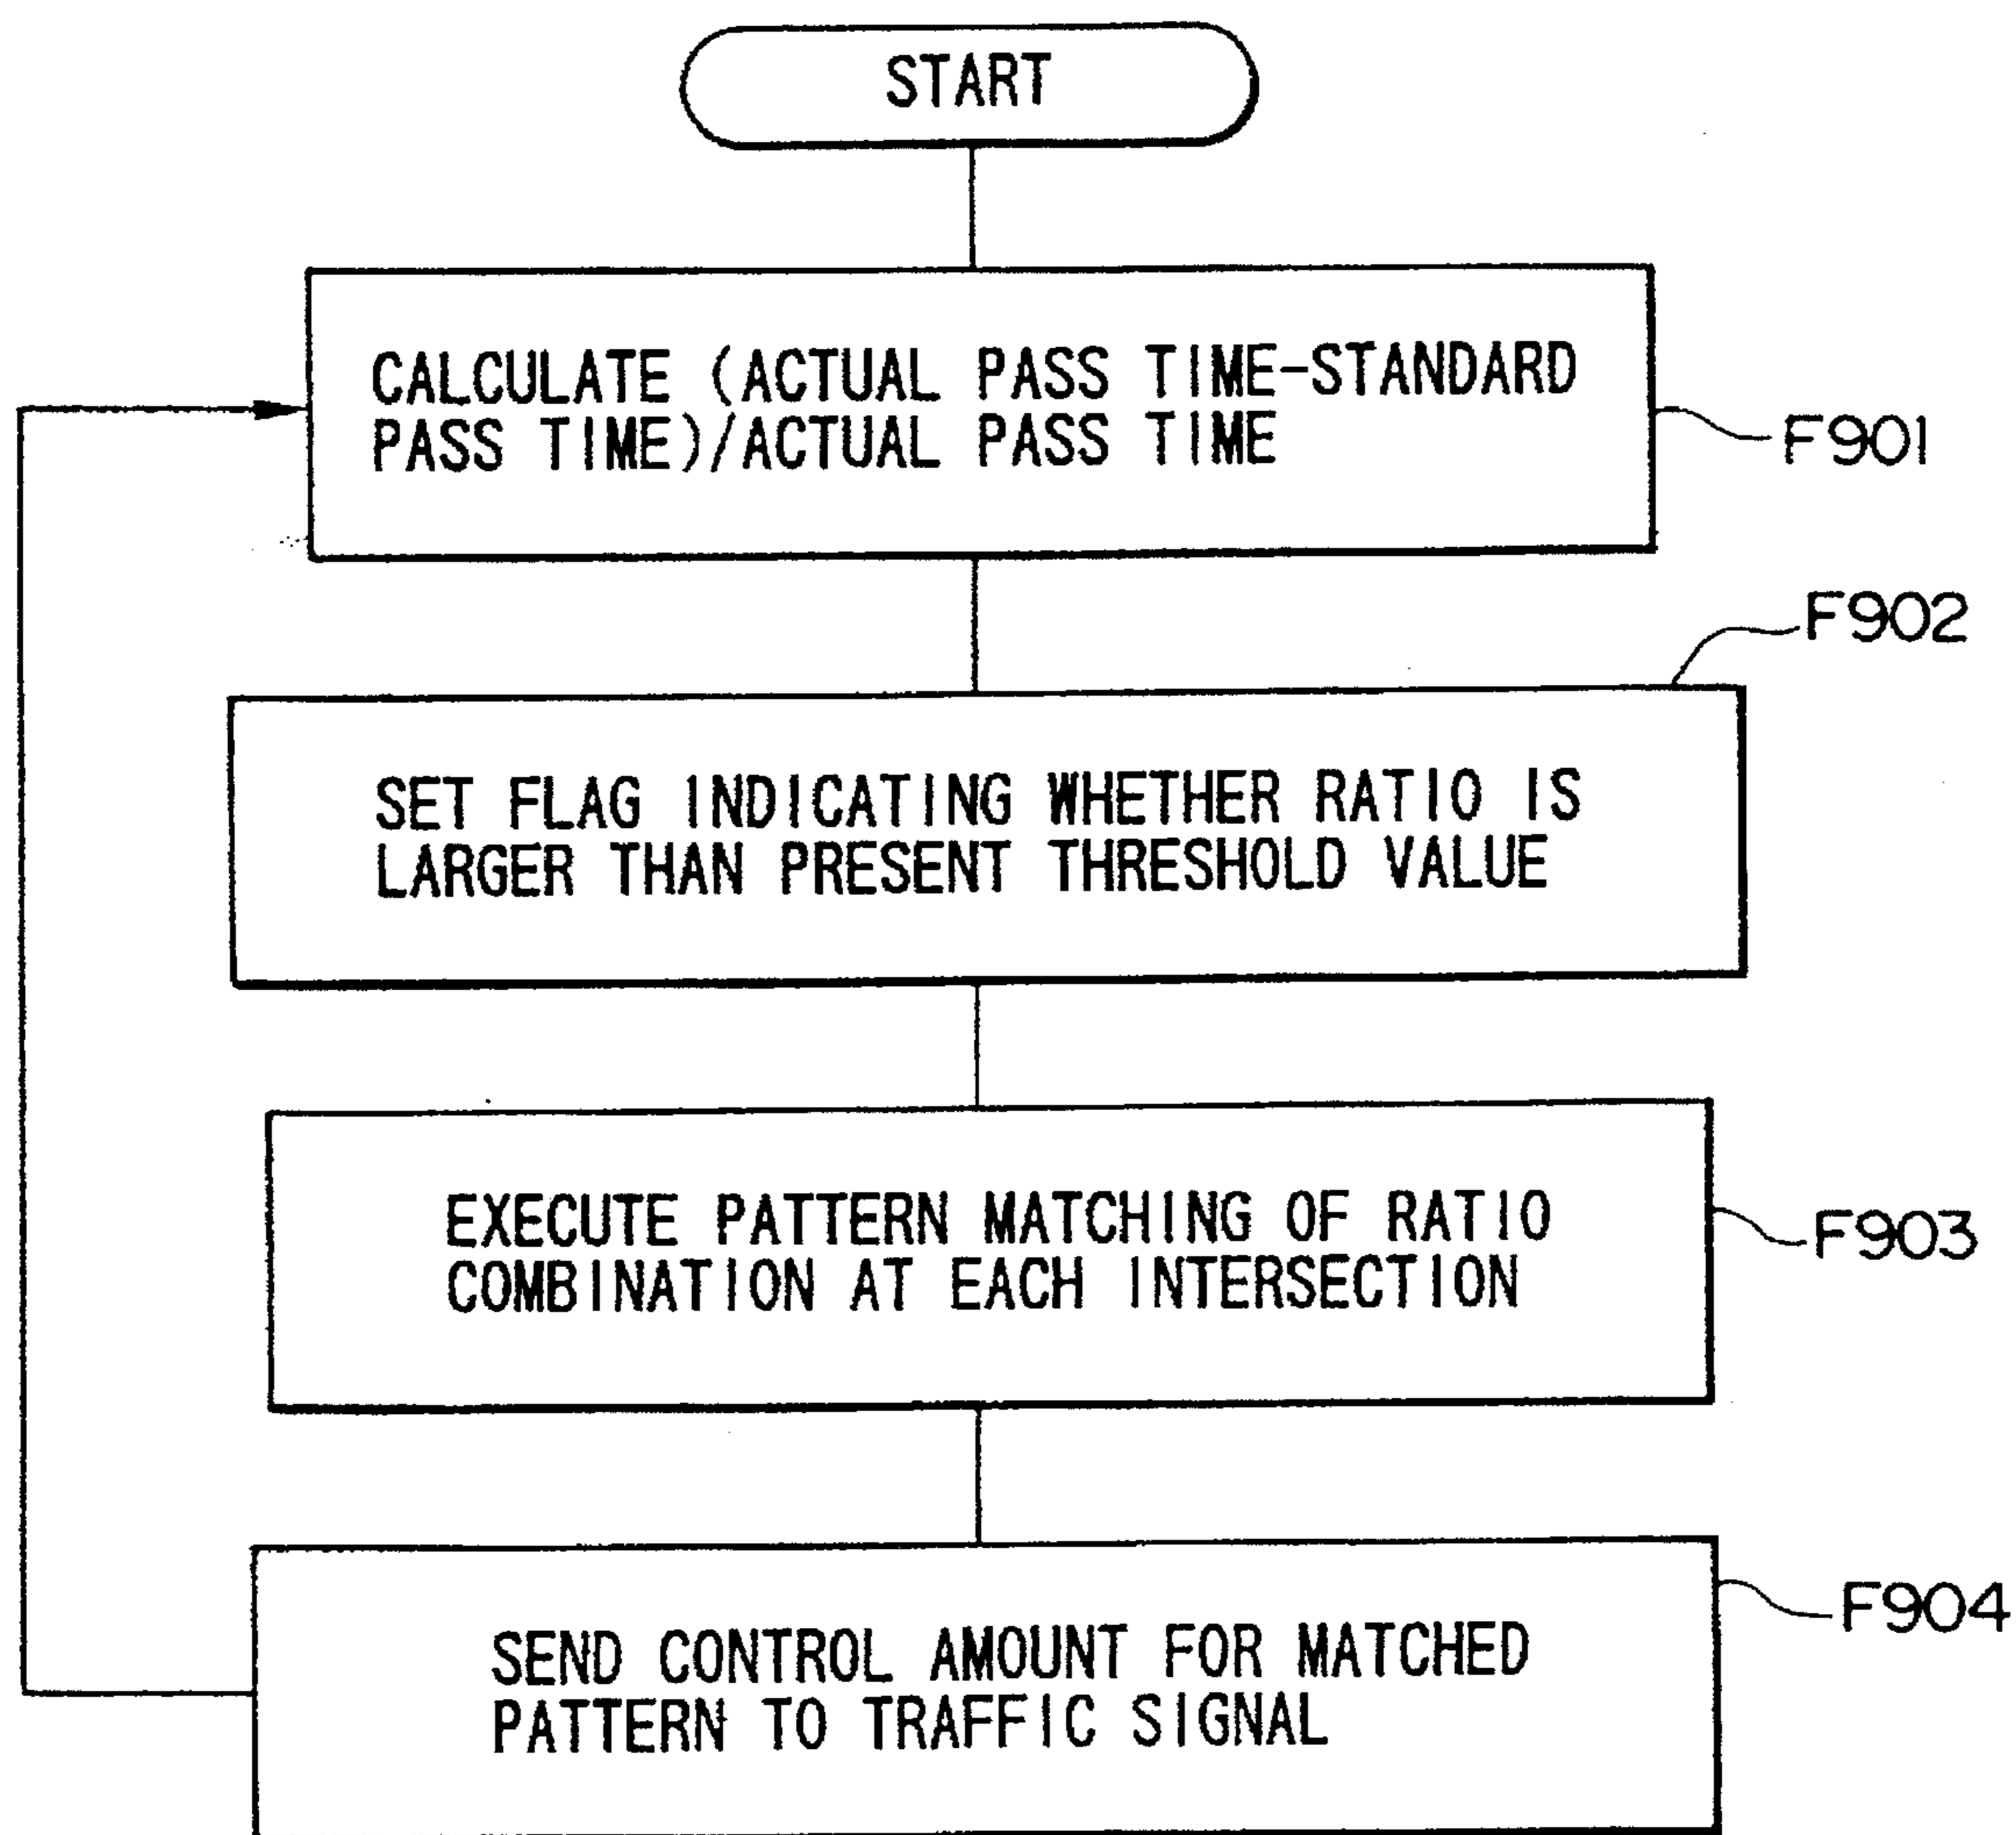 START
CALCULATE (ACTUAL PASS TIME-STANDARD
PASS TIME)/ACTUAL PASS TIME
F901
F902
SET FLAG INDICATING WHETHER RATIO IS
LARGER THAN PRESENT THRESHOLD VALUE
EXECUTE PATTERN MATCHING OF RATIO
COMBINATION AT EACH INTERSECTION
F903
F904
SEND CONTROL AMOUNT FOR MATCHED
PATTERN TO TRAFFIC SIGNAL